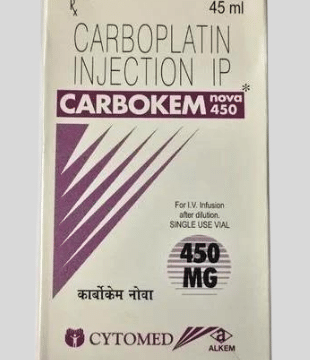 Rx 45 ml
CARBOPLATIN
INJECTION IP
CARBOKEM nova 450*
For I.V. Infusion
after dilution.
SINGLE USE VIAL
450
MG
कार्बोकेम नोवा
CYTOMED
a
ALKEM